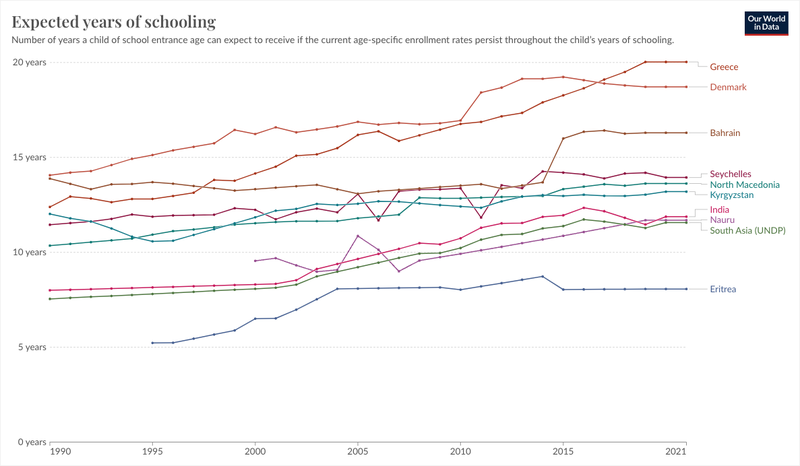 Expected years of schooling
Our World
in Data
Number of years a child of school entrance age can expect to receive if the current age-specific enrollment rates persist throughout the child's years of schooling.
20 years
Greece
Denmark
Bahrain
15 years
Seychelles
North Macedonia
Kyrgyzstan
India
Nauru
South Asia (UNDP)
10 years
Eritrea
5 years
0 years
1990
1995
2000
2005
2010
2015
2021